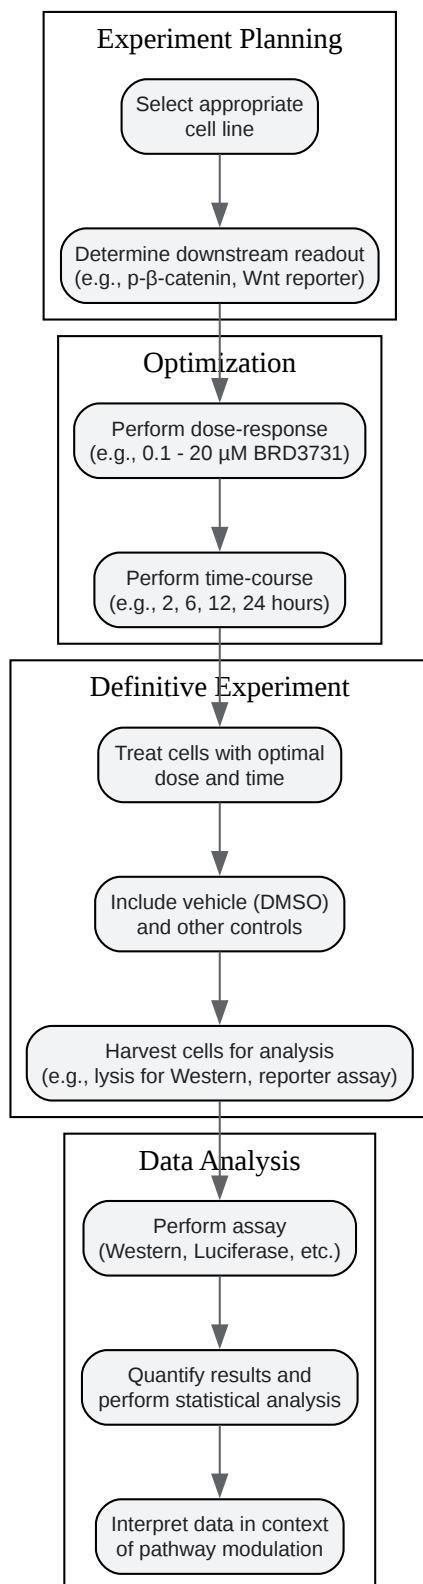 Experiment Planning
Select appropriate
cell line
Determine downstream readout
(e.g., p-β-catenin, Wnt reporter)
Optimization
Perform dose-response
(e.g., 0.1 - 20 µM BRD3731)
Perform time-course
(e.g., 2, 6, 12, 24 hours)
Definitive Experiment
Treat cells with optimal
dose and time
Include vehicle (DMSO)
and other controls
Harvest cells for analysis
(e.g., lysis for Western, reporter assay)
Data Analysis
Perform assay
(Western, Luciferase, etc.)
Quantify results and
perform statistical analysis
Interpret data in context
of pathway modulation